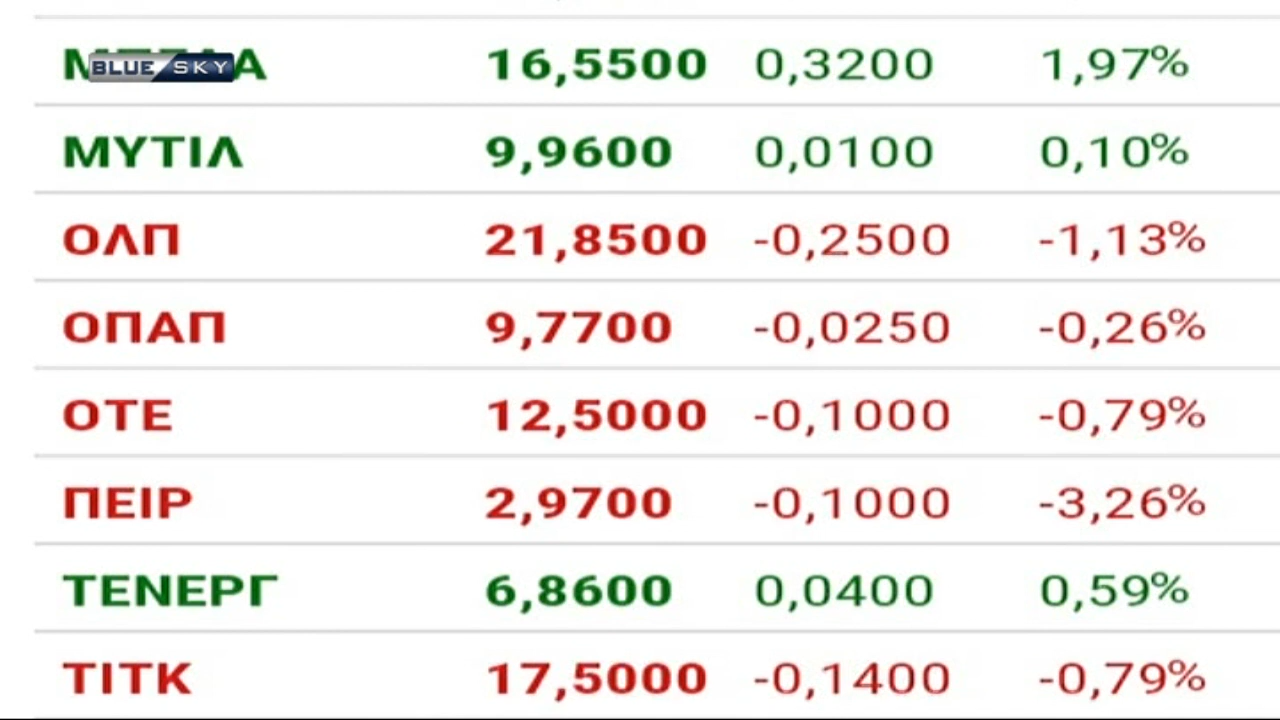 BLUE SKY 16,5500 0,3200 1,97%
ΜΥΤΙΛ 9,9600 0,0100 0,10%
ΟΛΠ 21,8500 -0,2500 -1,13%
ΟΠΑΠ 9,7700 -0,0250 -0,26%
ΟΤΕ 12,5000 -0,1000 -0,79%
ΠΕΙΡ 2,9700 -0,1000 -3,26%
ΤΕΝΕΡΓ 6,8600 0,0400 0,59%
ΤΙΤΚ 17,5000 -0,1400 -0,79%